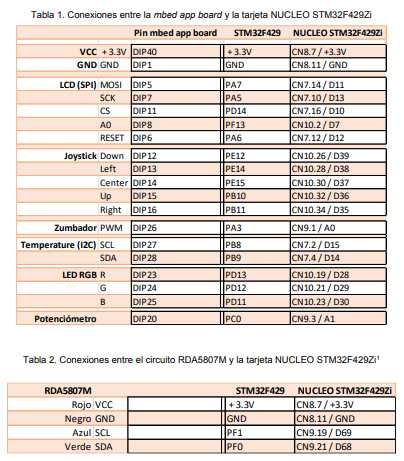 Tabla 1. Conexiones entre la mbed app board y la tarjeta NUCLEO STM32F429Zi
Pin mbed app board STM32F429 NUCLEO STM32F429Zi
VCC + 3.3V DIP40 + 3.3V CN8.7 / +3.3V
GND GND DIP1 GND CN8.11 / GND
LCD (SPI) MOSI DIP5 PA7 CN7.14 / D11
SCK DIP7 PA5 CN7.10 / D13
CS DIP11 PD14 CN7.16 / D10
A0 DIP8 PF13 CN10.2 / D7
RESET DIP6 PA6 CN7.12 / D12
Joystick Down DIP12 PE12 CN10.26 / D39
Left DIP13 PE14 CN10.28 / D38
Center DIP14 PE15 CN10.30 / D37
Up DIP15 PB10 CN10.32 / D36
Right DIP16 PB11 CN10.34 / D35
Zumbador PWM DIP26 PA3 CN9.1 / A0
Temperature (I2C) SCL DIP27 PB8 CN7.2 / D15
SDA DIP28 PB9 CN7.4 / D14
LED RGB R DIP23 PD13 CN10.19 / D28
G DIP24 PD12 CN10.21 / D29
B DIP25 PD11 CN10.23 / D30
Potenciómetro DIP20 PC0 CN9.3 / A1
Tabla 2. Conexiones entre el circuito RDA5807M y la tarjeta NUCLEO STM32F429Zi¹
RDA5807M STM32F429 NUCLEO STM32F429Zi
Rojo VCC + 3.3V CN8.7 / +3.3V
Negro GND GND CN8.11 / GND
Azul SCL PF1 CN9.19 / D69
Verde SDA PF0 CN9.21 / D68